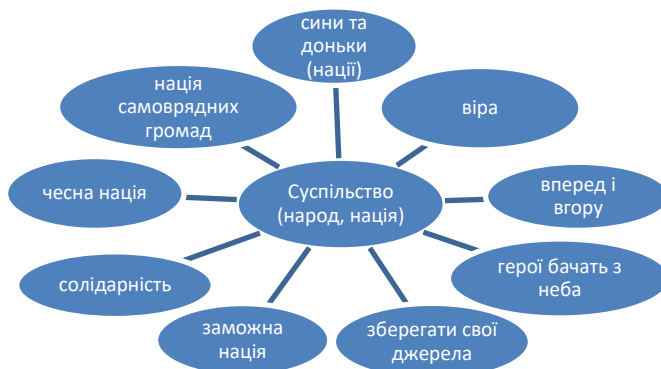 сини та
доньки
(нації)
нація
самоврядних
громад
віра
чесна нація
Суспільство
(народ, нація)
вперед і
вгору
солідарність
герої бачать з
неба
заможна
нація
зберегати свої
джерела